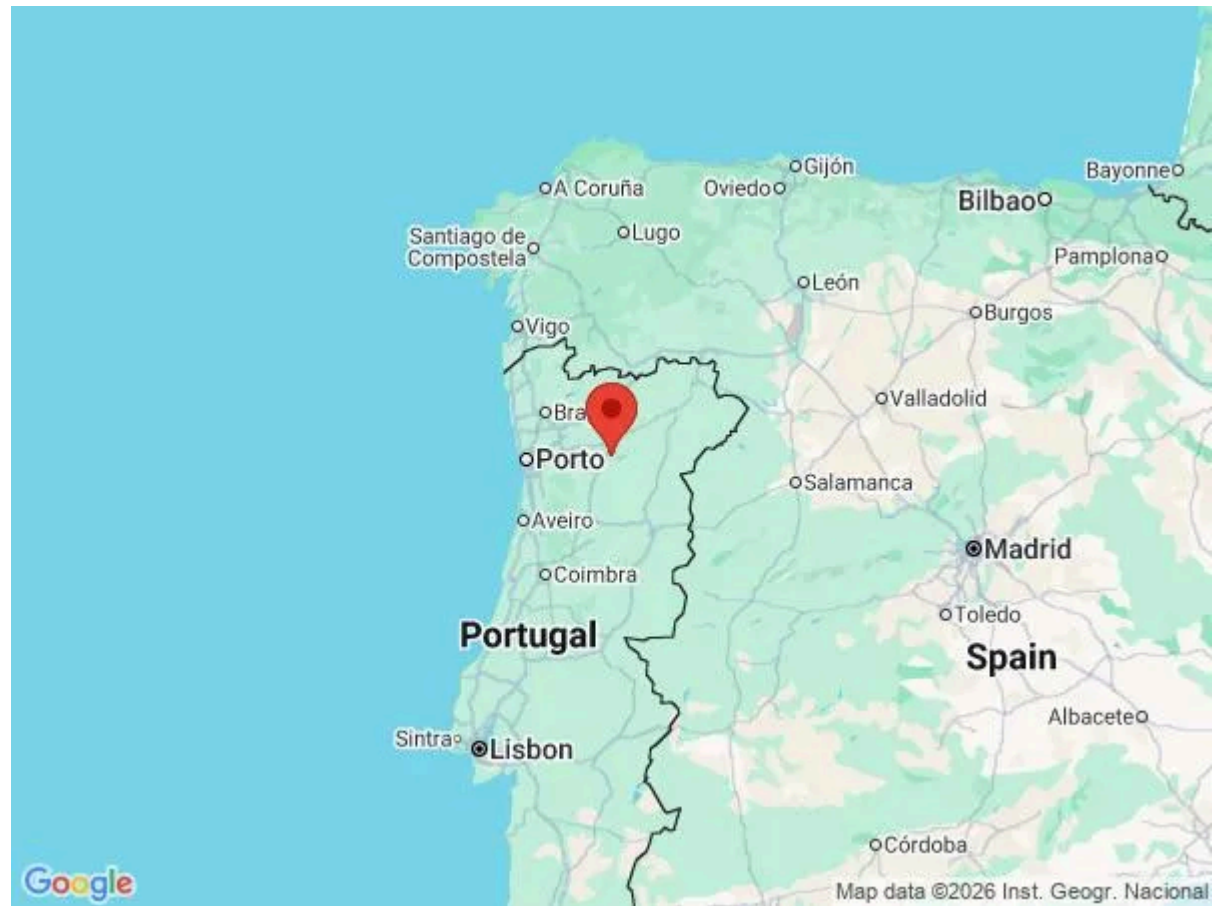 Gijón
Bayonne
A Coruña
Oviedo
Bilbao
Lugo
Santiago de
Compostela
Pamplona
León
Burgos
Vigo
Valladolid
Bra
Porto
Salamanca
Aveiro
Madrid
Coimbra
Toledo
Portugal
Spain
Albacete
Sintra
Lisbon
Córdoba
Google
Map data ©2026 Inst. Geogr. Nacional